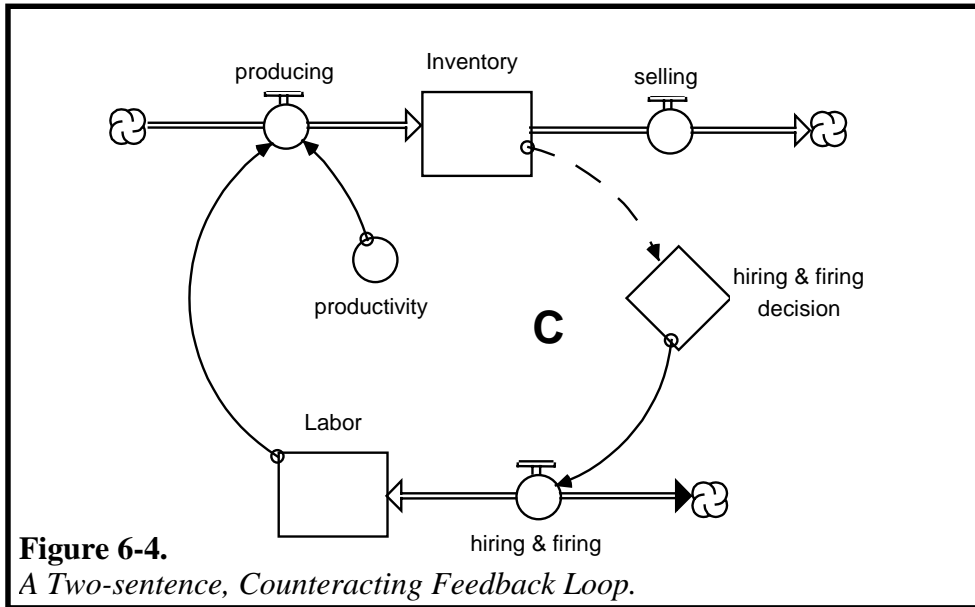 producing
Inventory
selling
productivity
hiring & firing
decision
C
Labor
hiring & firing
Figure 6-4.
A Two-sentence, Counteracting Feedback Loop.